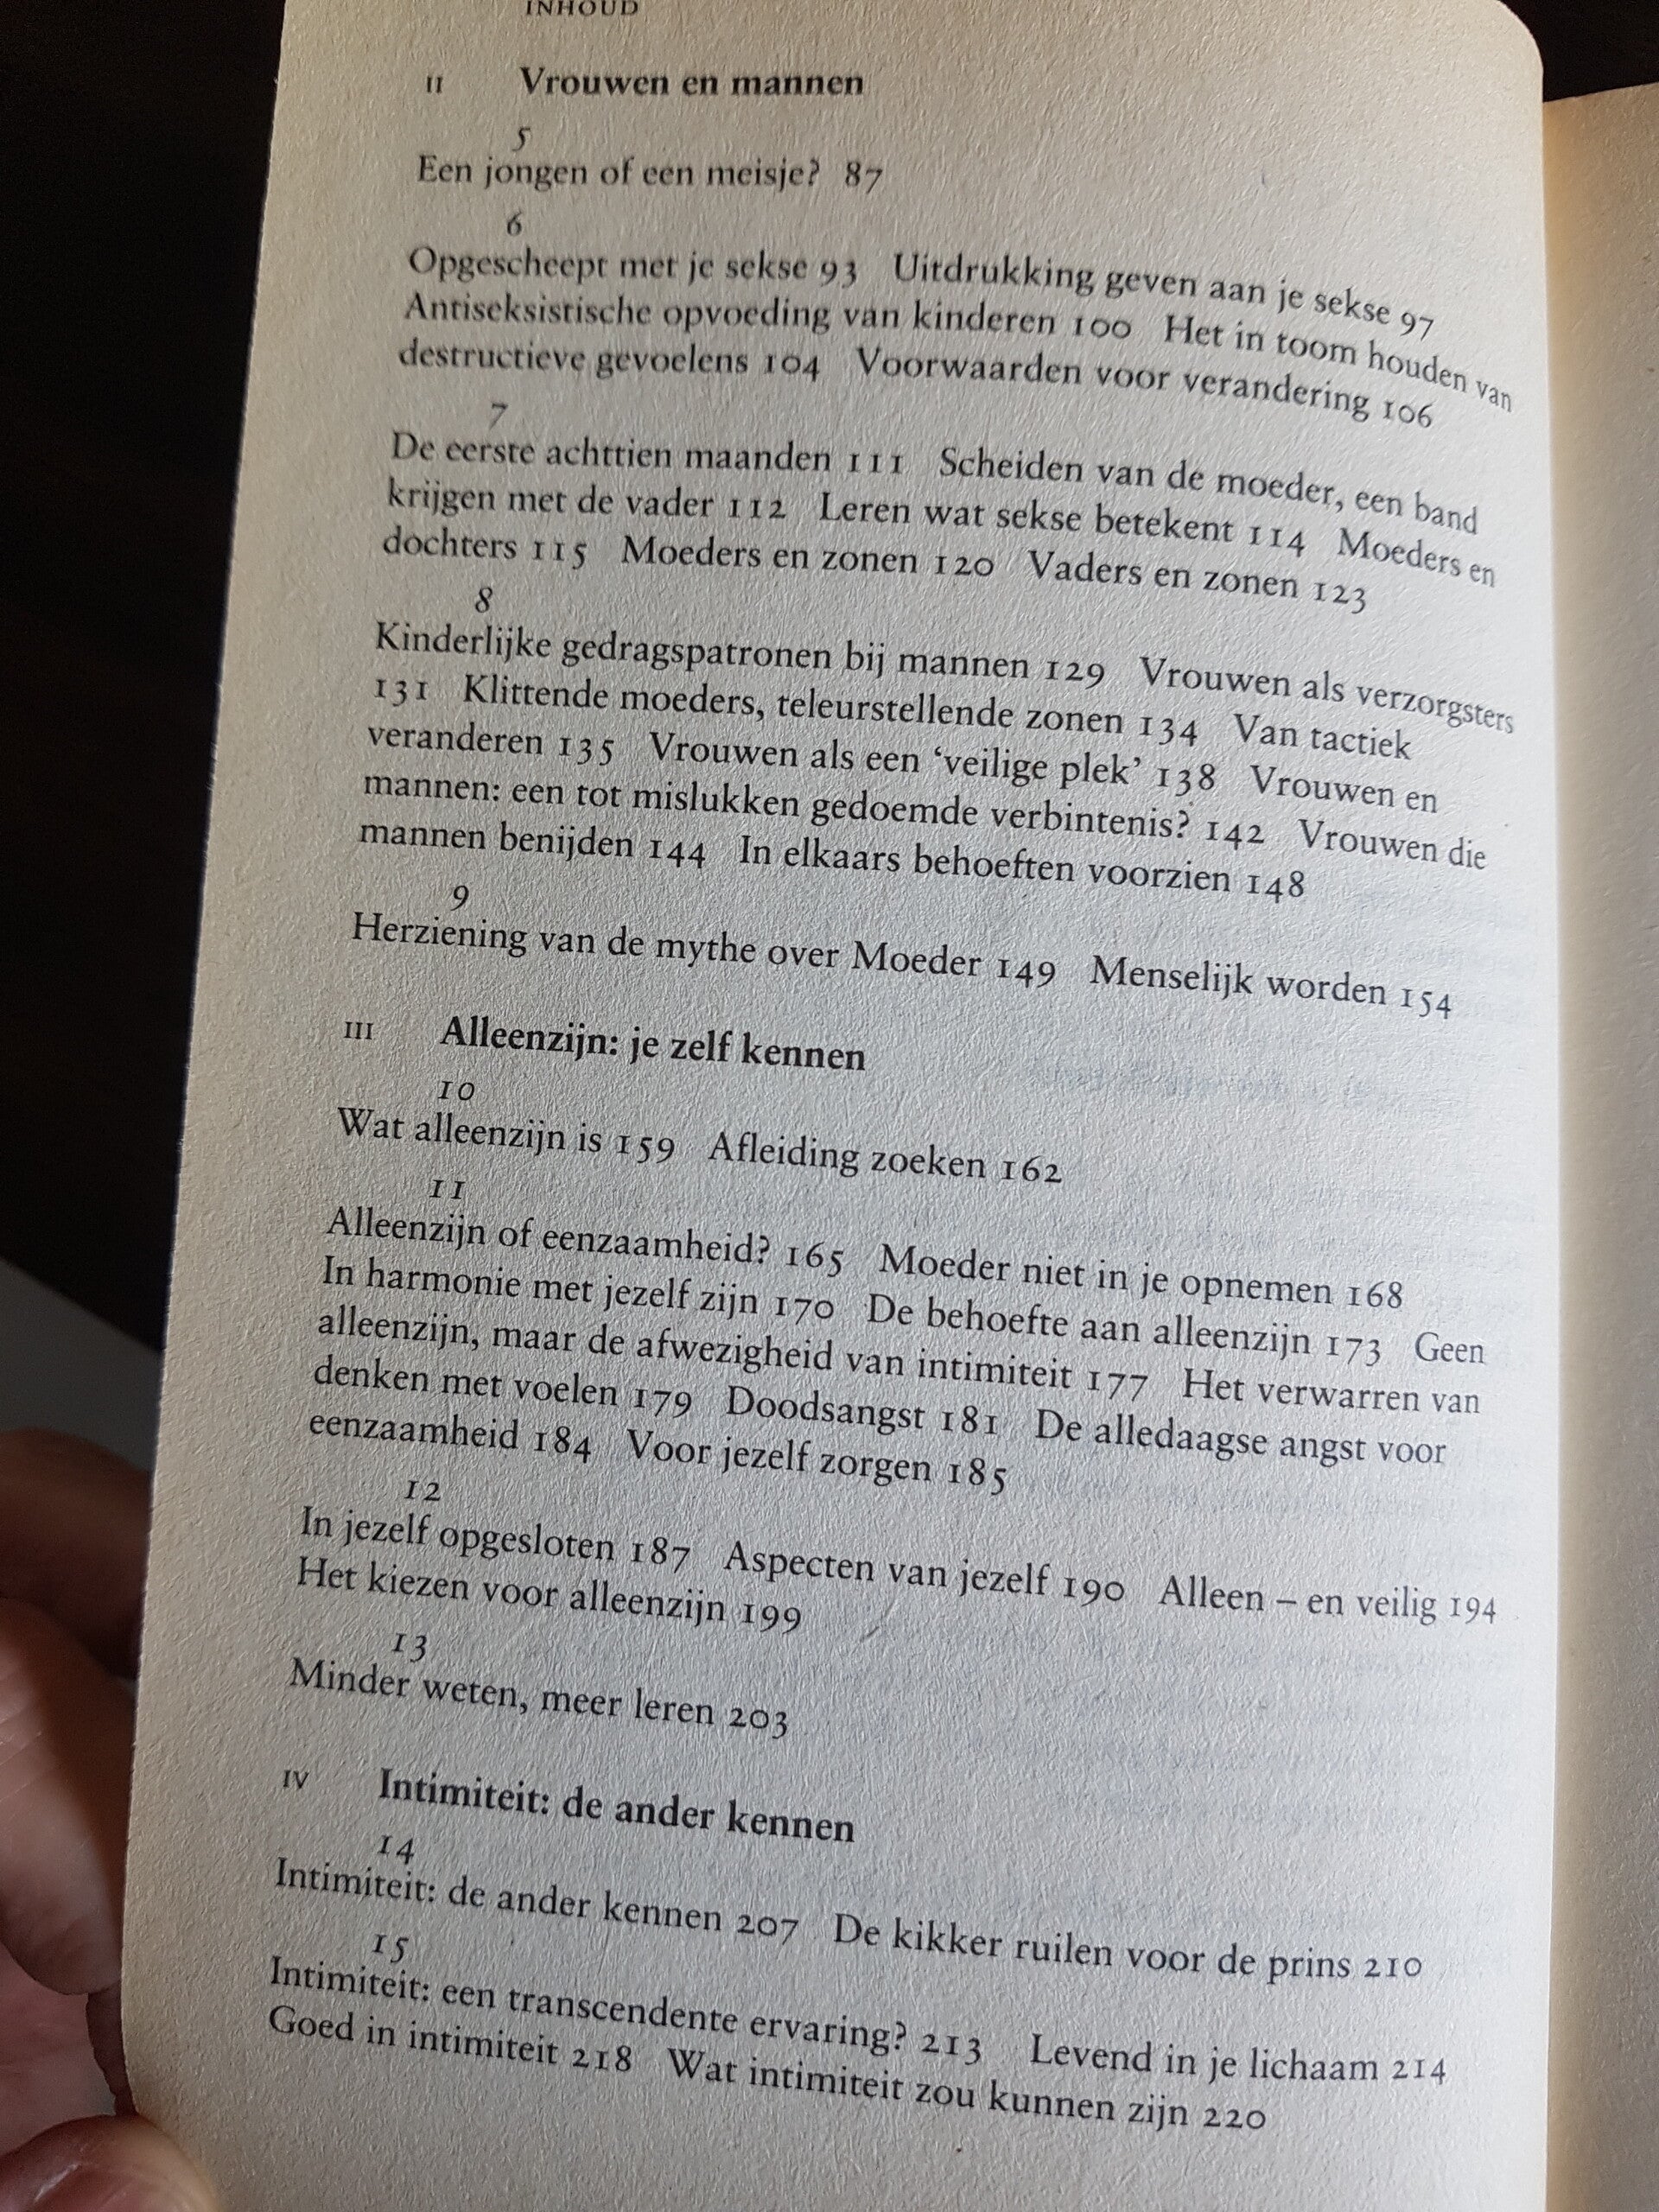 INHOUD
II Vrouwen en mannen
5
Een jongen of een meisje? 87
6
Opgescheept met je sekse 93 Uitdrukking geven aan je sekse 97
Antiseksistische opvoeding van kinderen 100 Het in toom houden van
destructieve gevoelens 104 Voorwaarden voor verandering 106
7
De eerste achttien maanden 111 Scheiden van de moeder, een band
krijgen met de vader 112 Leren wat sekse betekent 114 Moeders en
dochters 115 Moeders en zonen 120 Vaders en zonen 123
8
Kinderlijke gedragspatronen bij mannen 129 Vrouwen als verzorgsters
131 Klittende moeders, teleurstellende zonen 134 Van tactiek
veranderen 135 Vrouwen als een ‘veilige plek’ 138 Vrouwen en
mannen: een tot mislukken gedoemde verbintenis? 142 Vrouwen die
mannen benijden 144 In elkaars behoeften voorzien 148
9
Herziening van de mythe over Moeder 149 Menselijk worden 154
III Alleenzijn: je zelf kennen
10
Wat alleenzijn is 159 Afleiding zoeken 162
11
Alleenzijn of eenzaamheid? 165 Moeder niet in je opnemen 168
In harmonie met jezelf zijn 170 De behoefte aan alleenzijn 173 Geen
alleenzijn, maar de afwezigheid van intimiteit 177 Het verwarren van
denken met voelen 179 Doodsangst 181 De alledaagse angst voor
eenzaamheid 184 Voor jezelf zorgen 185
12
In jezelf opgesloten 187 Aspecten van jezelf 190 Alleen – en veilig 194
Het kiezen voor alleenzijn 199
13
Minder weten, meer leren 203
IV Intimiteit: de ander kennen
14
Intimiteit: de ander kennen 207 De kikker ruilen voor de prins 210
15
Intimiteit: een transcendente ervaring? 213 Levend in je lichaam 214
Goed in intimiteit 218 Wat intimiteit zou kunnen zijn 220